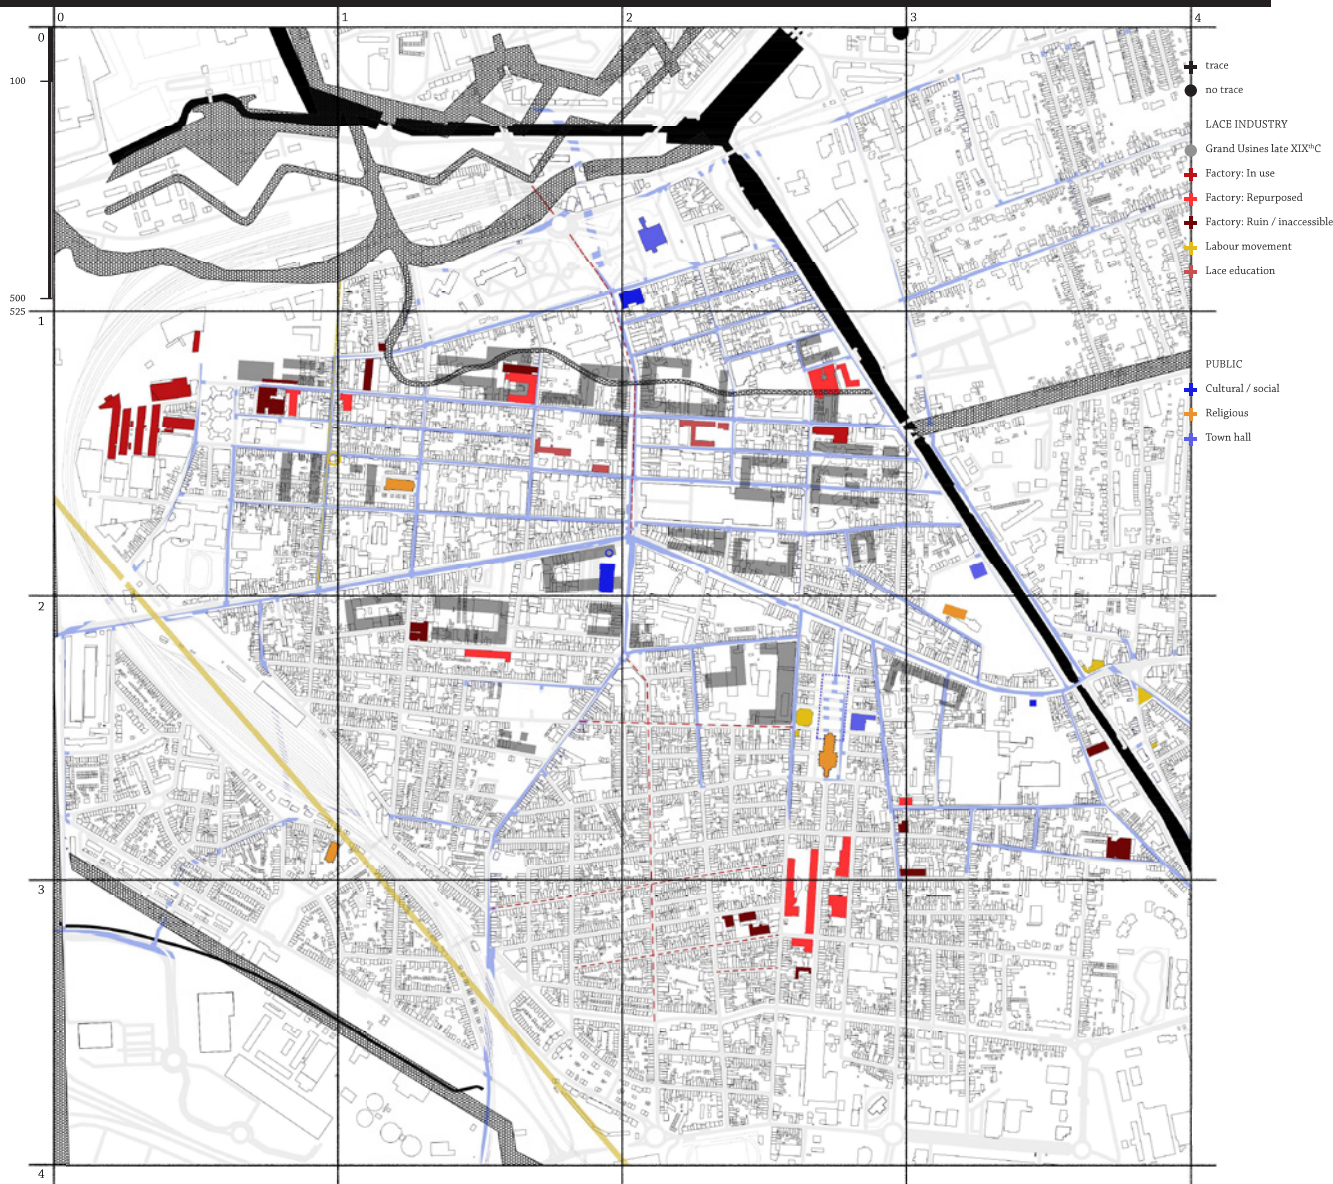 0 1 2 3 4
0
100
500
525
1
2
3
4
trace
no trace
LACE INDUSTRY
Grand Usines late XIXᵗʰC
Factory: In use
Factory: Repurposed
Factory: Ruin / inaccessible
Labour movement
Lace education
PUBLIC
Cultural / social
Religious
Town hall